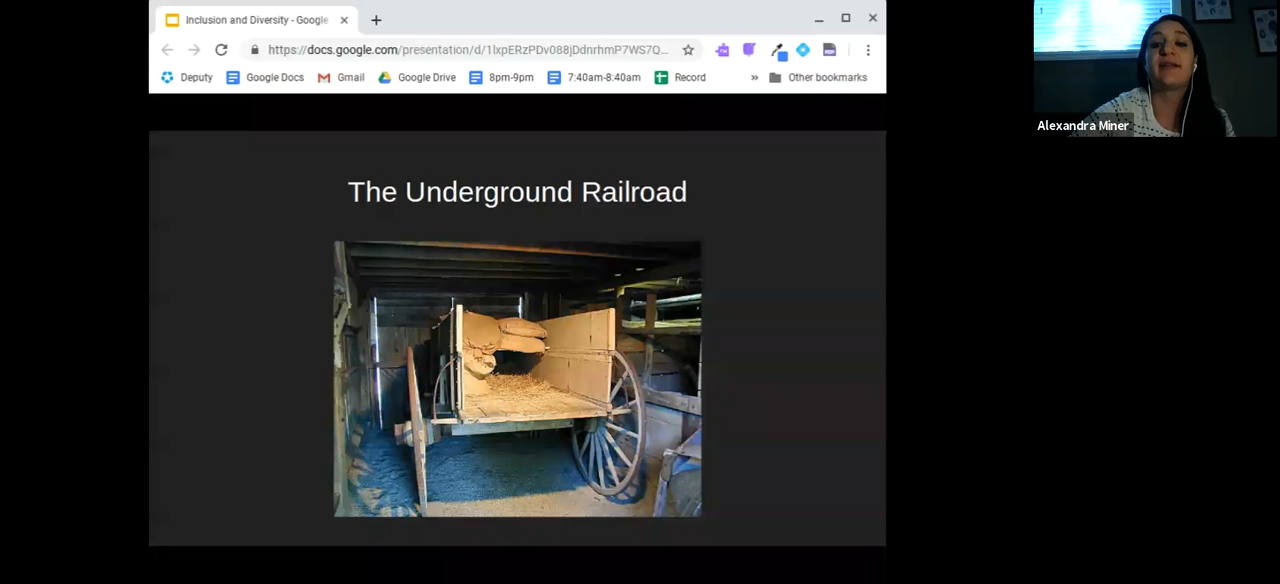 Inclusion and Diversity - Google
https://docs.google.com/presentation/d/1lxpERzPDv088jDdnrhmP7WS7Q...
Deputy
Google Docs
Gmail
Google Drive
8pm-9pm
7:40am-8:40am
Record
»
Other bookmarks
Alexandra Miner
The Underground Railroad